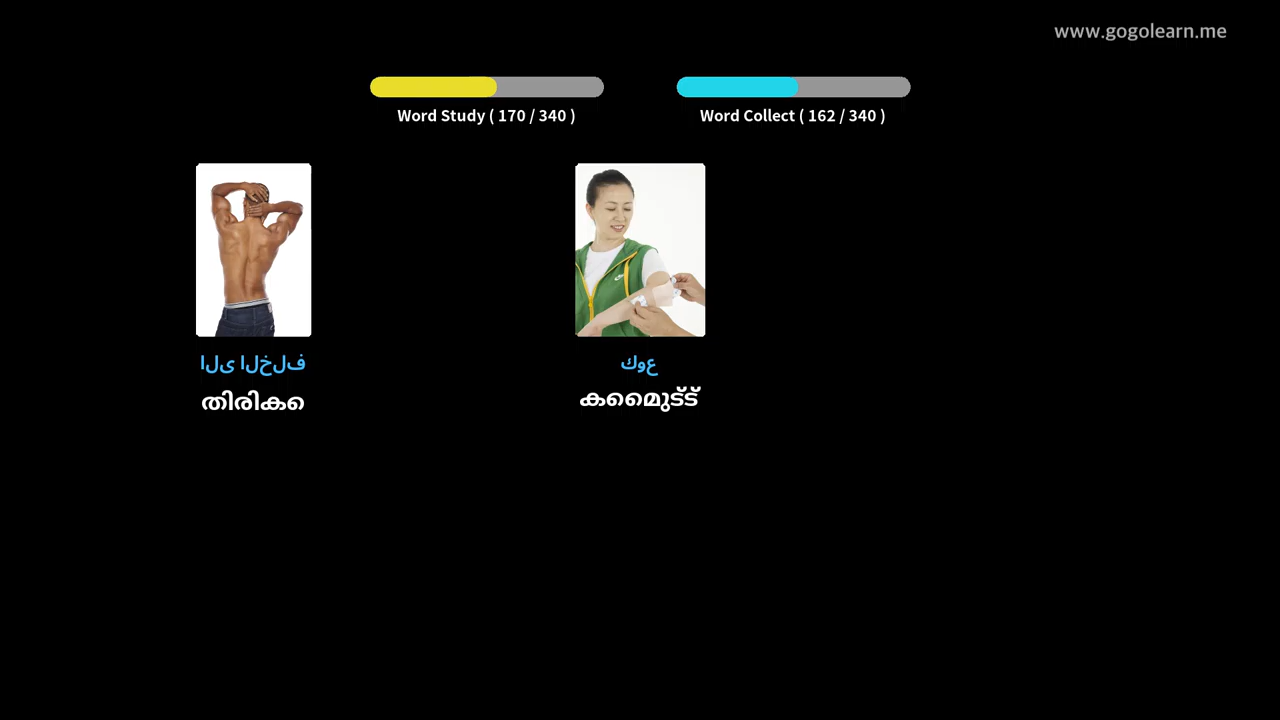 www.gogolearn.me
Word Study ( 170 / 340 )
Word Collect ( 162 / 340 )
الى الخلف
كوع
തിരികെ
കൈമുട്ട്